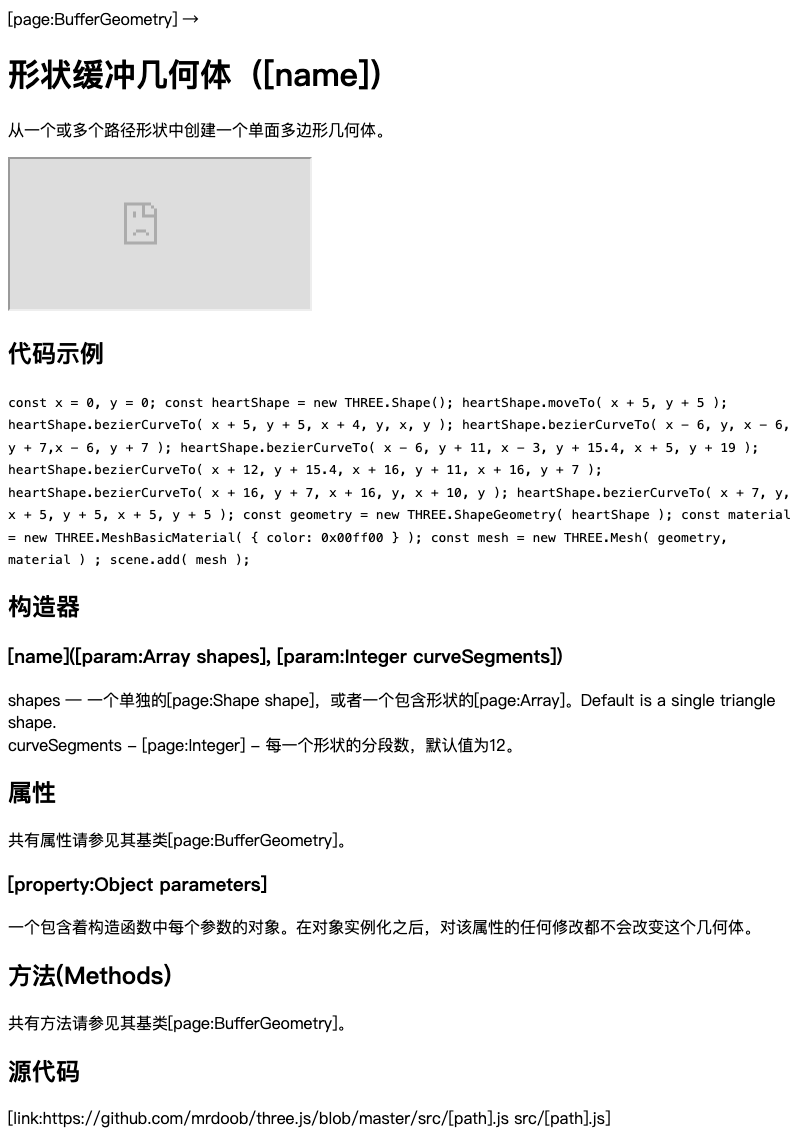 [page:BufferGeometry] →
形状缓冲几何体（[name]）
从一个或多个路径形状中创建一个单面多边形几何体。
代码示例
const x = 0, y = 0; const heartShape = new THREE.Shape(); heartShape.moveTo( x + 5, y + 5 );
heartShape.bezierCurveTo( x + 5, y + 5, x + 4, y, x, y ); heartShape.bezierCurveTo( x - 6, y, x - 6,
y + 7,x - 6, y + 7 ); heartShape.bezierCurveTo( x - 6, y + 11, x - 3, y + 15.4, x + 5, y + 19 );
heartShape.bezierCurveTo( x + 12, y + 15.4, x + 16, y + 11, x + 16, y + 7 );
heartShape.bezierCurveTo( x + 16, y + 7, x + 16, y, x + 10, y ); heartShape.bezierCurveTo( x + 7, y,
x + 5, y + 5, x + 5, y + 5 ); const geometry = new THREE.ShapeGeometry( heartShape ); const material
= new THREE.MeshBasicMaterial( { color: 0x00ff00 } ); const mesh = new THREE.Mesh( geometry,
material ) ; scene.add( mesh );
构造器
[name]([param:Array shapes], [param:Integer curveSegments])
shapes — 一个单独的[page:Shape shape]，或者一个包含形状的[page:Array]。Default is a single triangle
shape.
curveSegments - [page:Integer] - 每一个形状的分段数，默认值为12。
属性
共有属性请参见其基类[page:BufferGeometry]。
[property:Object parameters]
一个包含着构造函数中每个参数的对象。在对象实例化之后，对该属性的任何修改都不会改变这个几何体。
方法(Methods)
共有方法请参见其基类[page:BufferGeometry]。
源代码
[link:https://github.com/mrdoob/three.js/blob/master/src/[path].js src/[path].js]